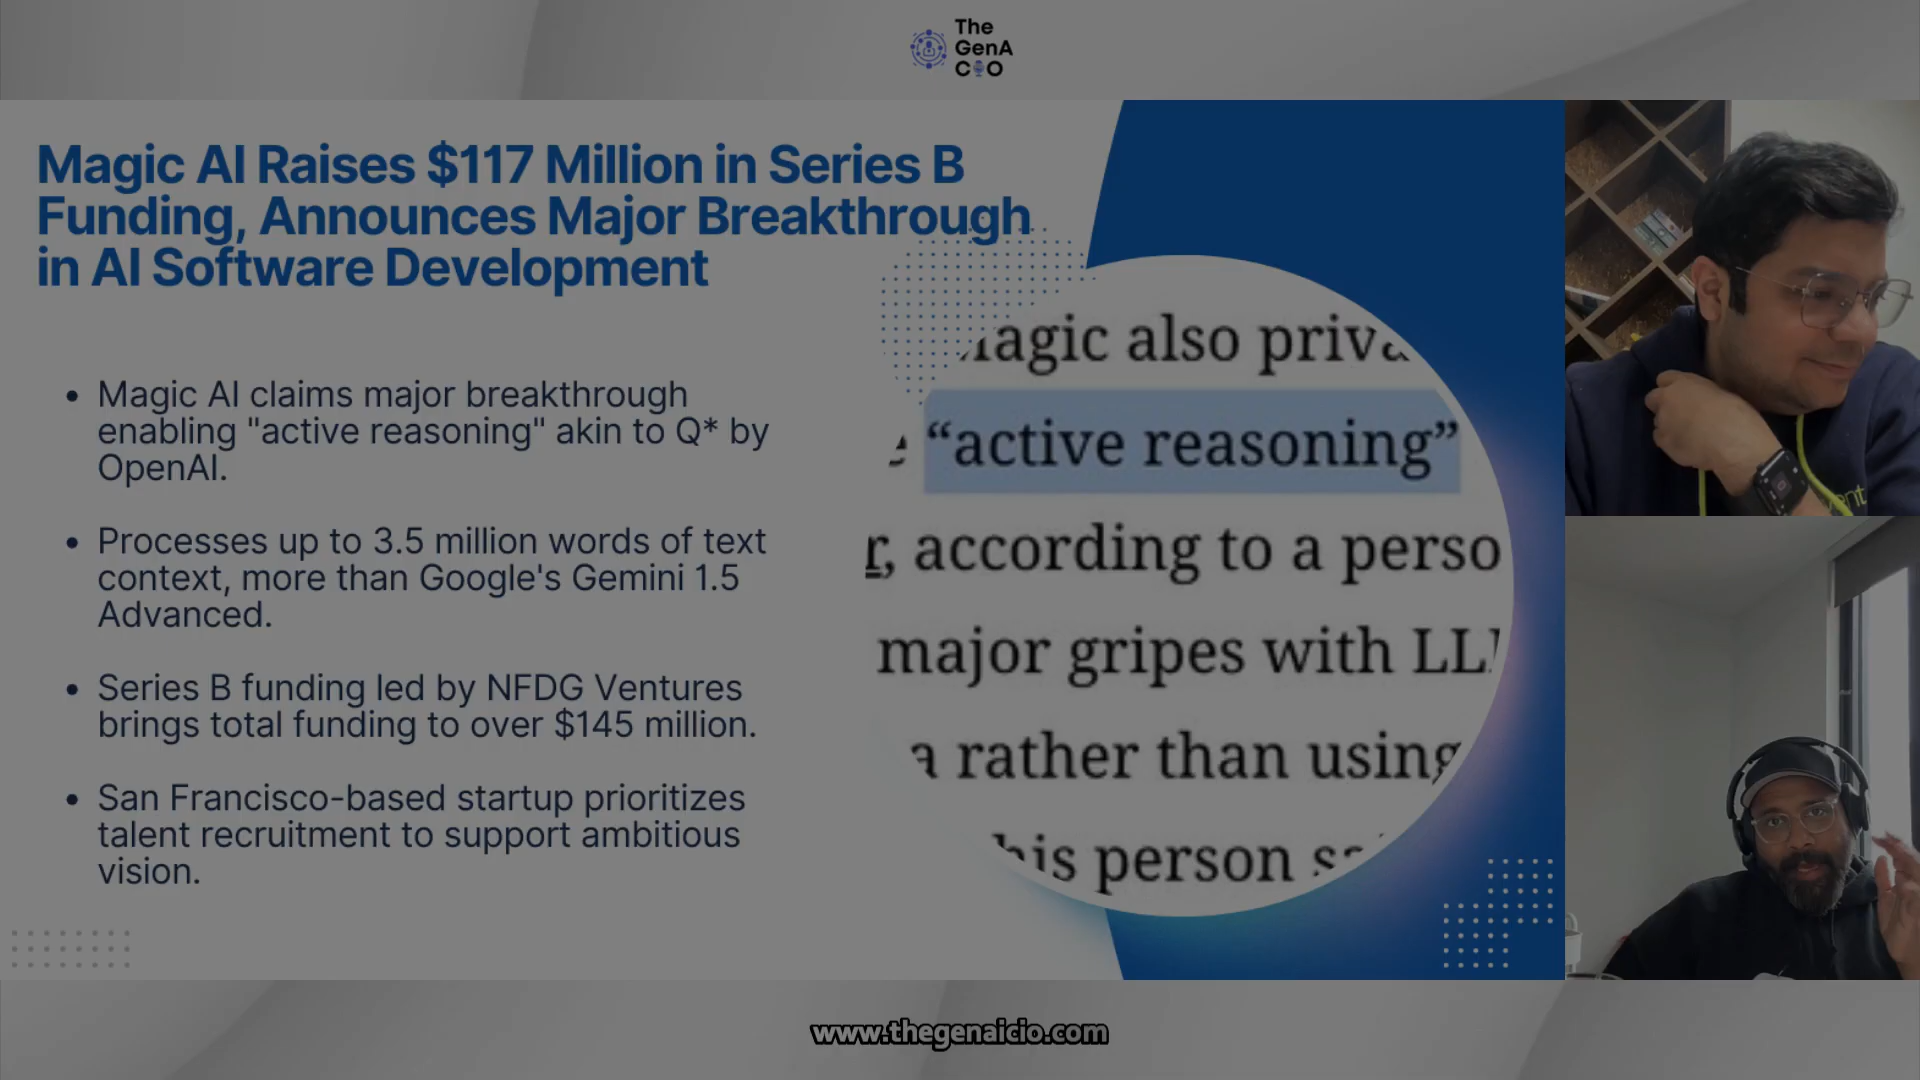 The
GenA
CIO
Magic AI Raises $117 Million in Series B
Funding, Announces Major Breakthrough
in AI Software Development
• Magic AI claims major breakthrough
enabling "active reasoning" akin to Q* by
OpenAI.
• Processes up to 3.5 million words of text
context, more than Google's Gemini 1.5
Advanced.
• Series B funding led by NFDG Ventures
brings total funding to over $145 million.
• San Francisco-based startup prioritizes
talent recruitment to support ambitious
vision.
also
“active reasoning”
according to a
major gripes with
rather than
person
www.thegenaicio.com